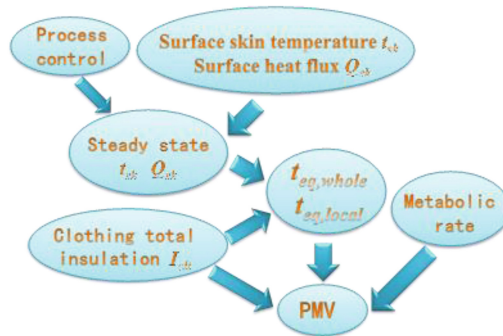 Process
control
Surface skin temperature t_sk
Surface heat flux Q_sk
Steady state
t_sk Q_sk
t_eq,whole
t_eq,local
Metabolic
rate
Clothing total
insulation
PMV